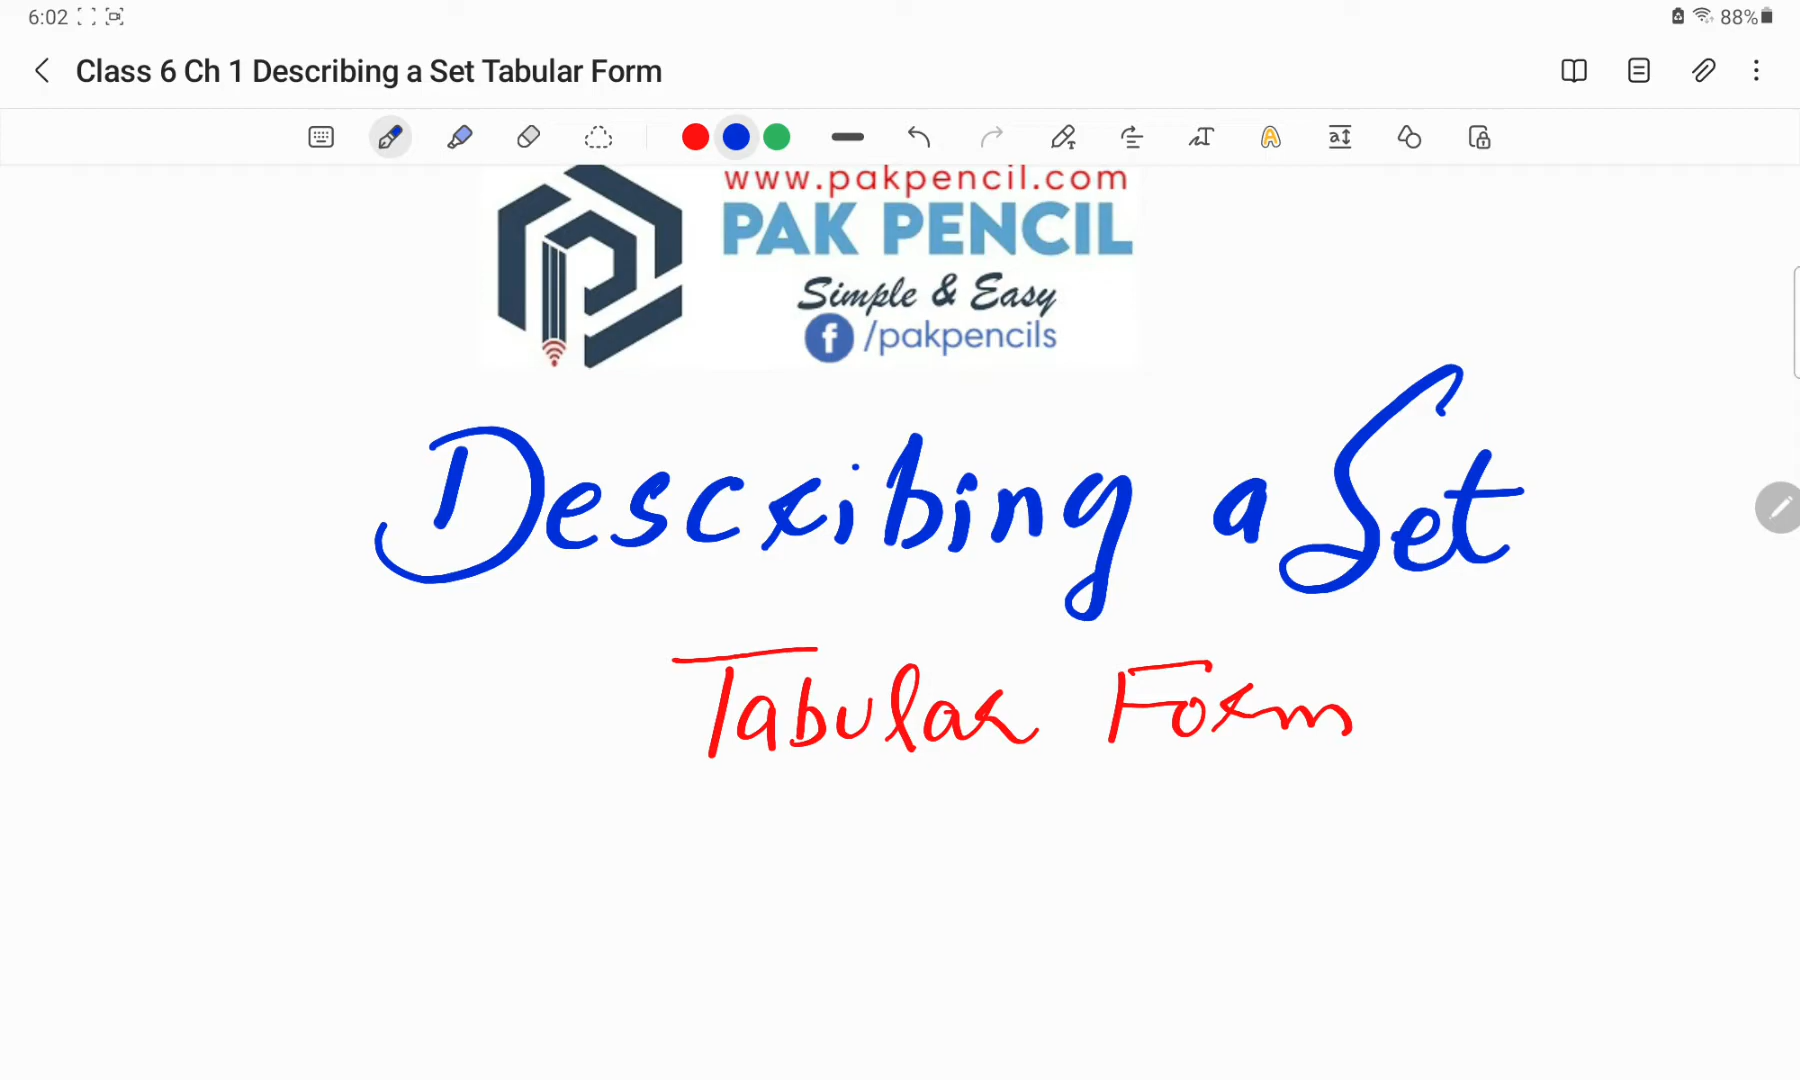 6:02 88%
Class 6 Ch 1 Describing a Set Tabular Form
www.pakpencil.com
PAK PENCIL
Simple & Easy
f /pakpencils
Describing a Set
Tabular Form